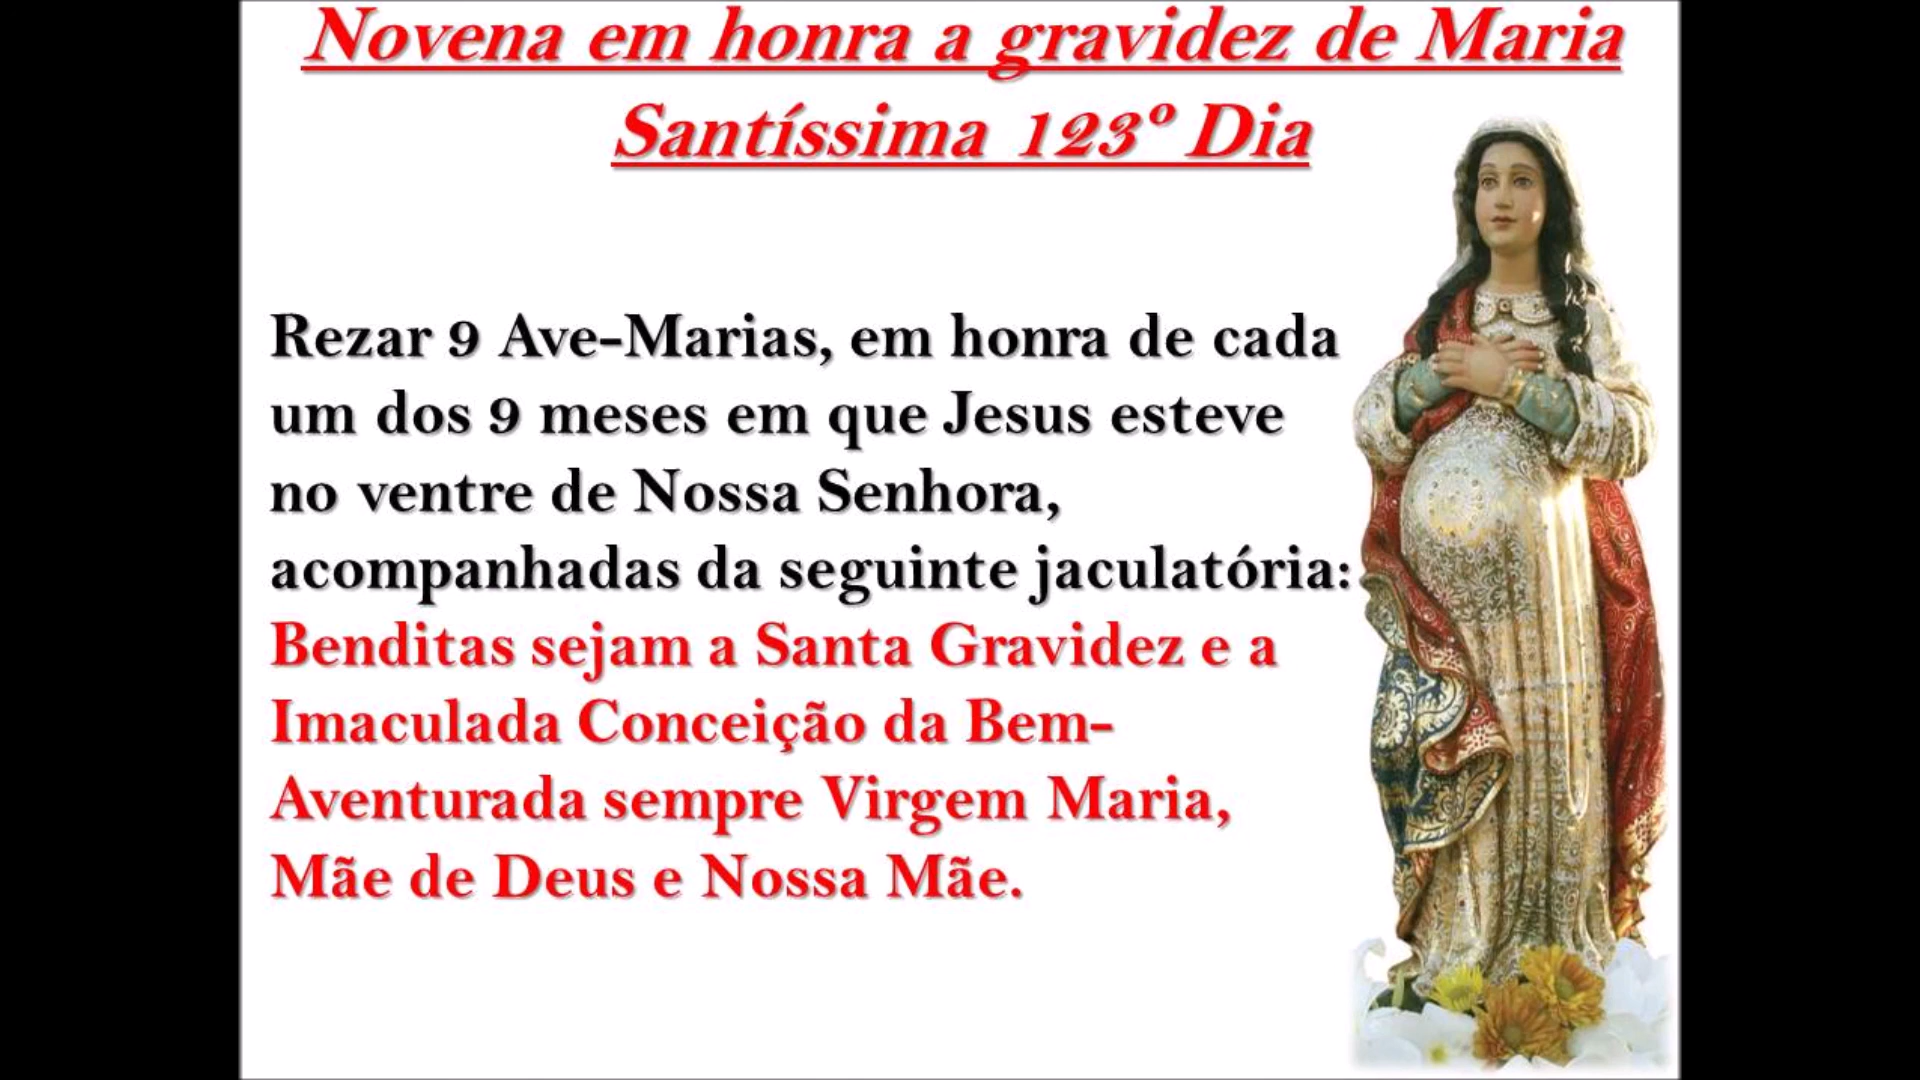 Novena em honra a gravidez de Maria
Santíssima 123º Dia
Rezar 9 Ave-Marias, em honra de cada
um dos 9 meses em que Jesus esteve
no ventre de Nossa Senhora,
acompanhadas da seguinte jaculatória:
Benditas sejam a Santa Gravidez e a
Imaculada Conceição da Bem-
Aventurada sempre Virgem Maria,
Mãe de Deus e Nossa Mãe.